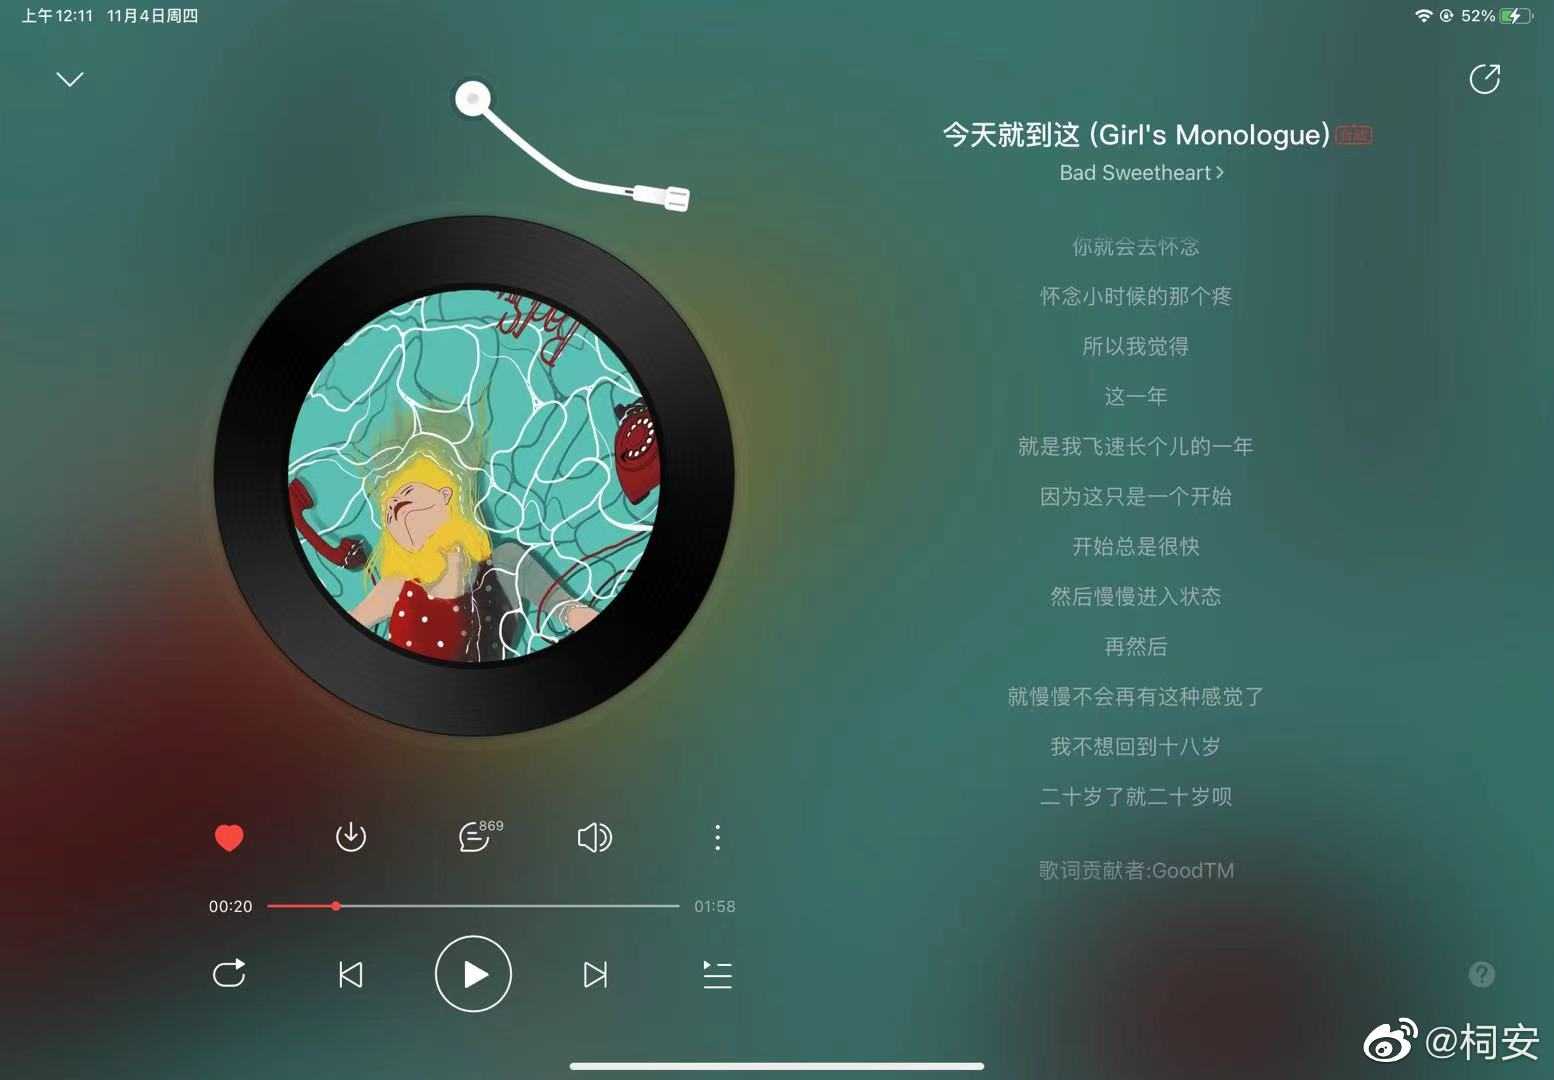 上午12:11 11月4日周四
52%
今天就到这 (Girl's Monologue)
Bad Sweetheart
你就会去怀念
怀念小时候的那个疼
所以我觉得
这一年
就是我飞速长个儿的一年
因为这只是一个开始
开始总是很快
然后慢慢进入状态
再然后
就慢慢不会再有这种感觉了
我不想回到十八岁
二十岁了就二十岁呗
歌词贡献者:GoodTM
869
00:20
01:58
?
@柯安